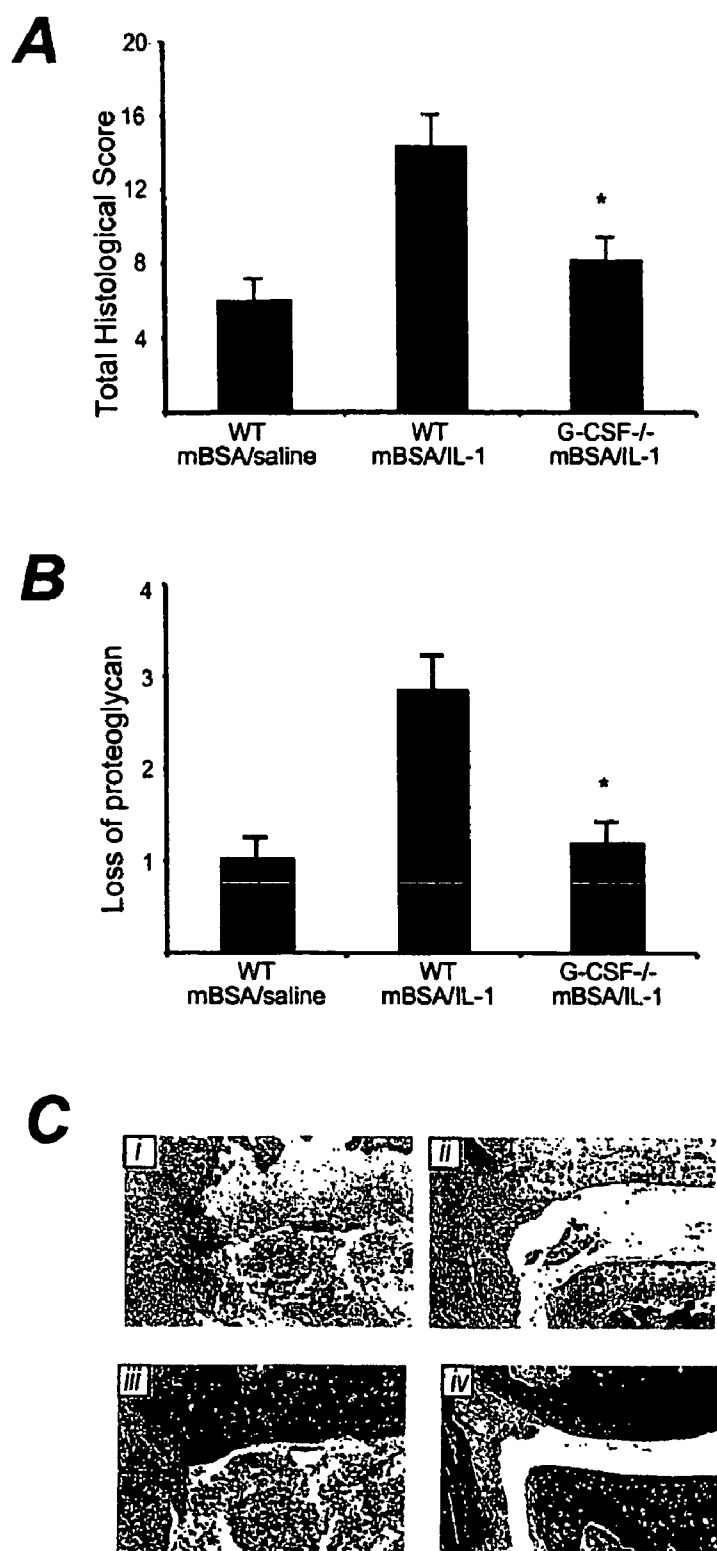 A
Total Histological Score
20
16
12
8
4
*
WT
mBSA/saline
WT
mBSA/IL-1
G-CSF-/-
mBSA/IL-1
B
Loss of proteoglycan
4
3
2
1
*
WT
mBSA/saline
WT
mBSA/IL-1
G-CSF-/-
mBSA/IL-1
C
i
ii
iii
iv